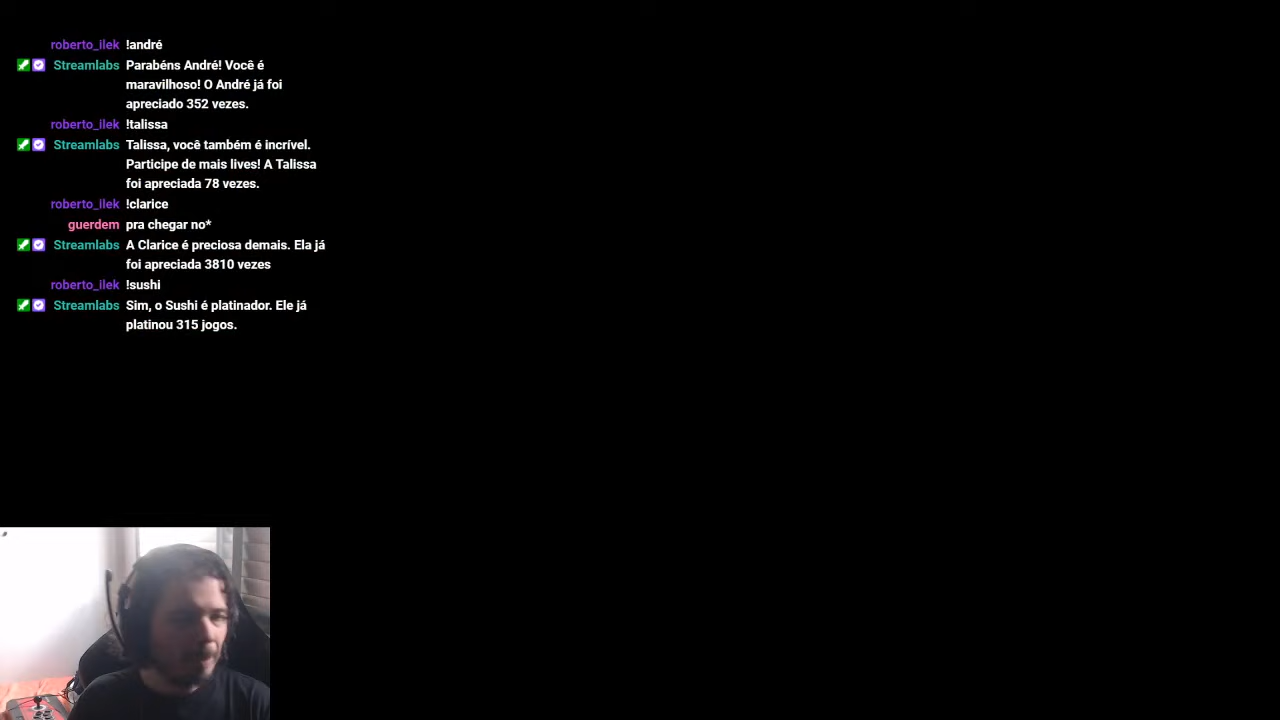 roberto_ilek !andré
Streamlabs Parabéns André! Você é
maravilhoso! O André já foi
apreciado 352 vezes.
roberto_ilek !talissa
Streamlabs Talissa, você também é incrível.
Participe de mais lives! A Talissa
foi apreciada 78 vezes.
roberto_ilek !clarice
guerdem pra chegar no*
Streamlabs A Clarice é preciosa demais. Ela já
foi apreciada 3810 vezes
roberto_ilek !sushi
Streamlabs Sim, o Sushi é platinador. Ele já
platinou 315 jogos.